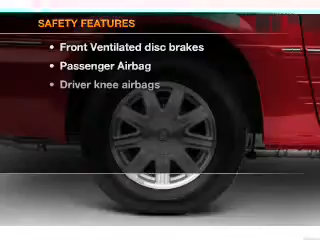 SAFETY FEATURES
• Front Ventilated disc brakes
• Passenger Airbag
• Driver knee airbags